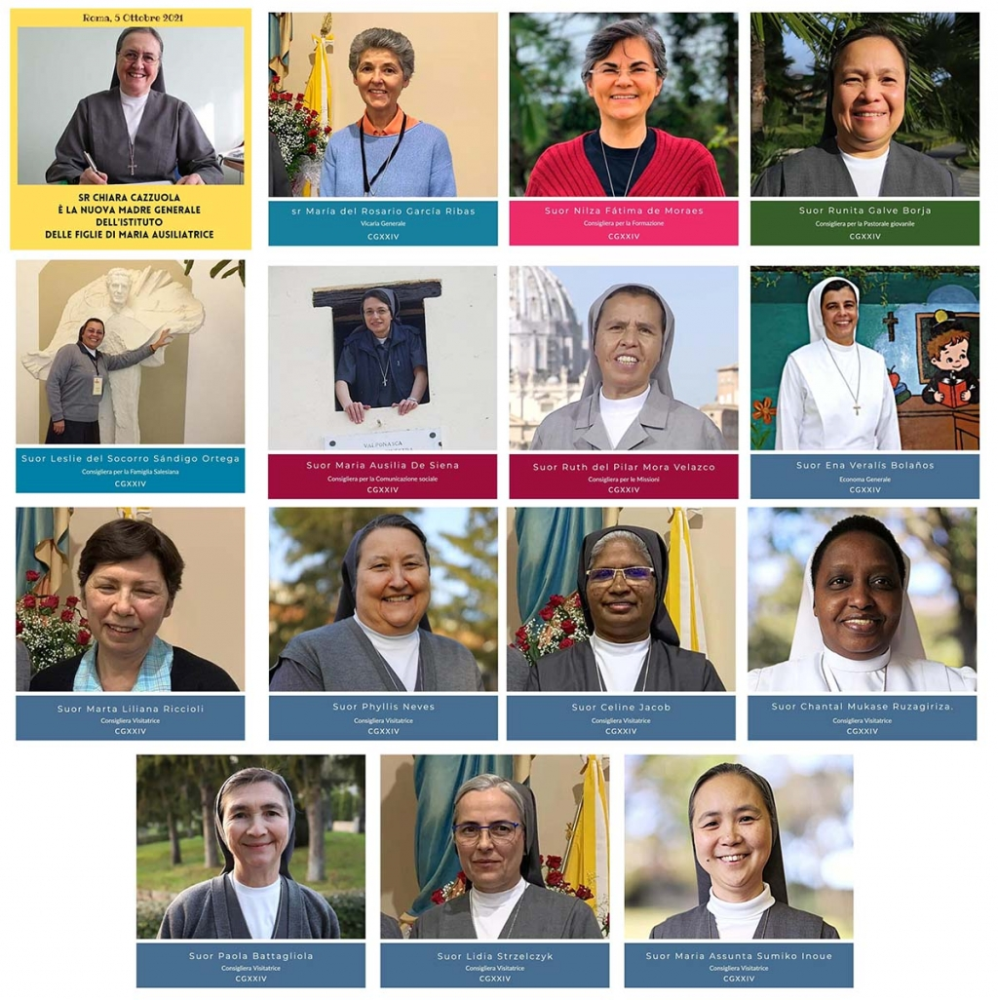 Roma, 5 Ottobre 2021
SR CHIARA CAZZUOLA
È LA NUOVA MADRE GENERALE
DELL'ISTITUTO
DELLE FIGLIE DI MARIA AUSILIATRICE
sr María del Rosario García Ribas
Vicaria Generale
CGXXIV
Suor Nilza Fátima de Moraes
Consigliera per la Formazione
CGXXIV
Suor Runita Galve Borja
Consigliera per la Pastorale giovanile
CGXXIV
Suor Leslie del Socorro Sándigo Ortega
Consigliera per la Famiglia Salesiana
CGXXIV
VALPONASCA
Suor Maria Ausilia De Siena
Consigliera per la Comunicazione sociale
CGXXIV
Suor Ruth del Pilar Mora Velazco
Consigliera per le Missioni
CGXXIV
Suor Ena Veralís Bolaños
Economa Generale
CGXXIV
Suor Marta Liliana Riccioli
Consigliera Visitatrice
CGXXIV
Suor Phyllis Neves
Consigliera Visitatrice
CGXXIV
Suor Celine Jacob
Consigliera Visitatrice
CGXXIV
Suor Chantal Mukase Ruzagiriza.
Consigliera Visitatrice
CGXXIV
Suor Paola Battagliola
Consigliera Visitatrice
CGXXIV
Suor Lidia Strzelczyk
Consigliera Visitatrice
CGXXIV
Suor Maria Assunta Sumiko Inoue
Consigliera Visitatrice
CGXXIV